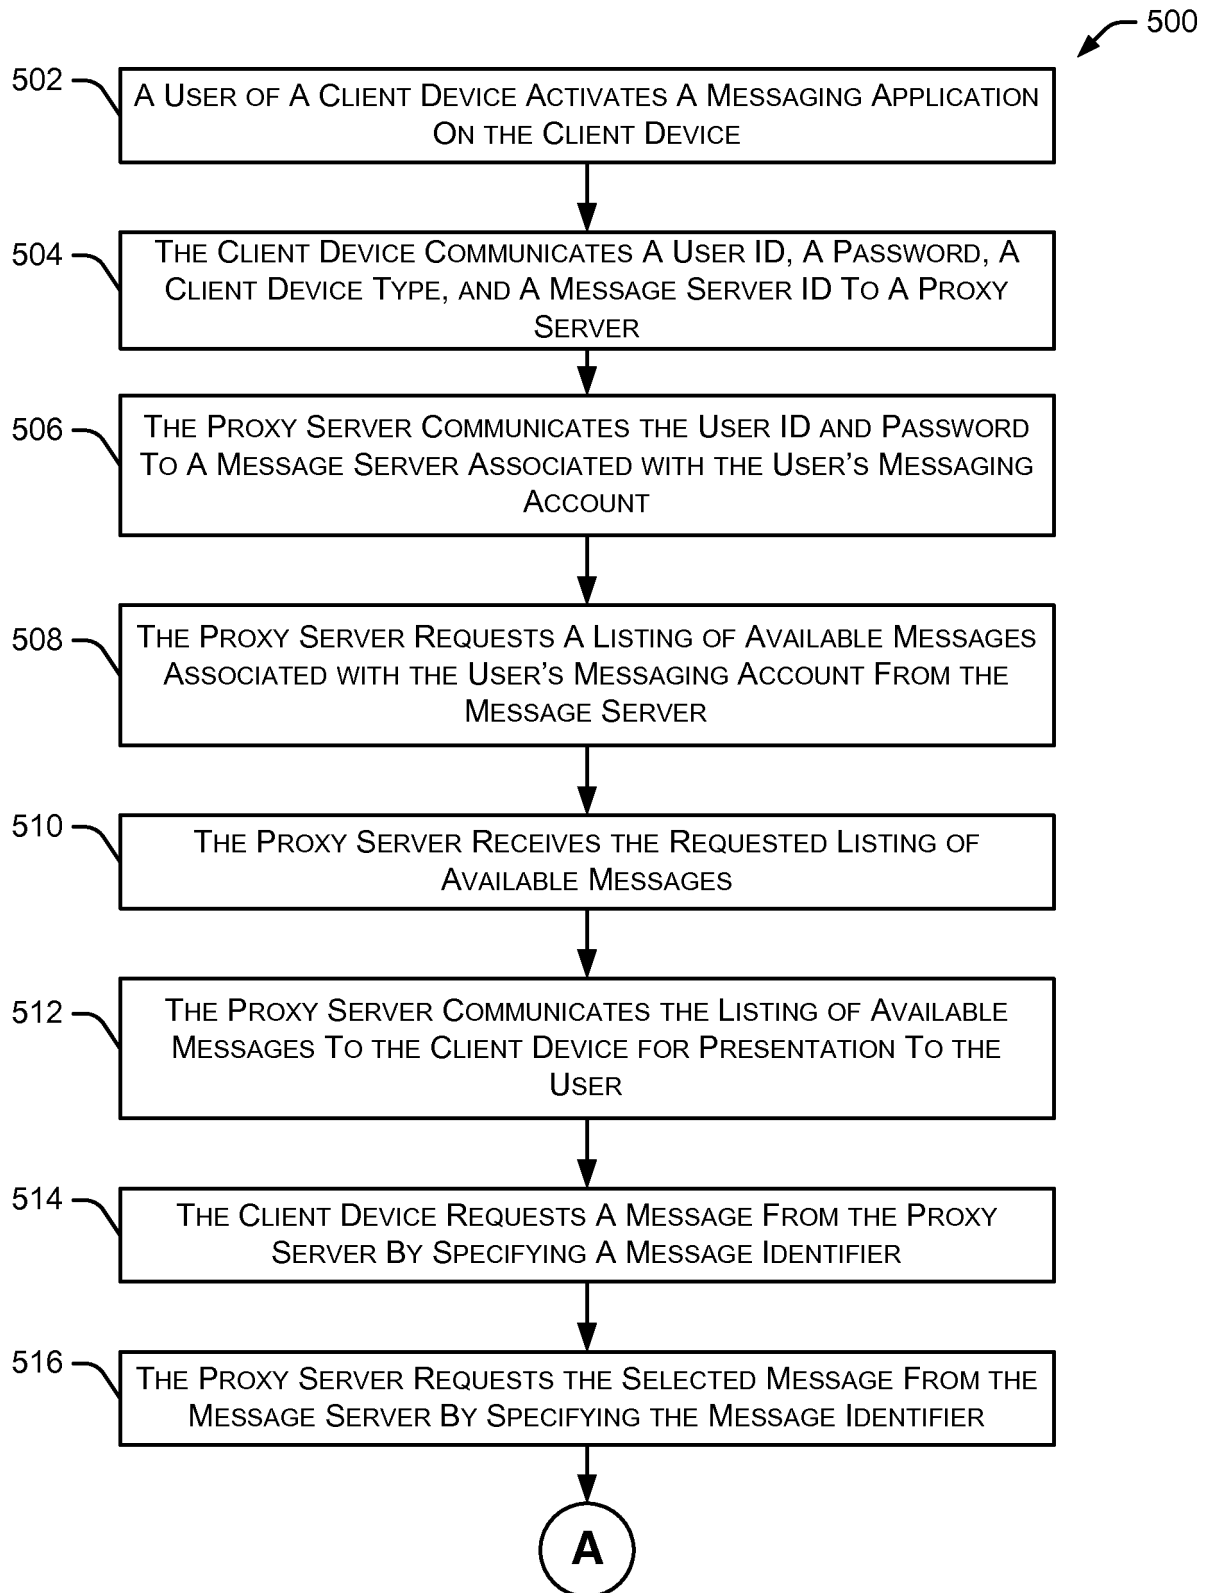 500
502
A USER OF A CLIENT DEVICE ACTIVATES A MESSAGING APPLICATION
ON THE CLIENT DEVICE
504
THE CLIENT DEVICE COMMUNICATES A USER ID, A PASSWORD, A
CLIENT DEVICE TYPE, AND A MESSAGE SERVER ID TO A PROXY
SERVER
506
THE PROXY SERVER COMMUNICATES THE USER ID AND PASSWORD
TO A MESSAGE SERVER ASSOCIATED WITH THE USER'S MESSAGING
ACCOUNT
508
THE PROXY SERVER REQUESTS A LISTING OF AVAILABLE MESSAGES
ASSOCIATED WITH THE USER'S MESSAGING ACCOUNT FROM THE
MESSAGE SERVER
510
THE PROXY SERVER RECEIVES THE REQUESTED LISTING OF
AVAILABLE MESSAGES
512
THE PROXY SERVER COMMUNICATES THE LISTING OF AVAILABLE
MESSAGES TO THE CLIENT DEVICE FOR PRESENTATION TO THE
USER
514
THE CLIENT DEVICE REQUESTS A MESSAGE FROM THE PROXY
SERVER BY SPECIFYING A MESSAGE IDENTIFIER
516
THE PROXY SERVER REQUESTS THE SELECTED MESSAGE FROM THE
MESSAGE SERVER BY SPECIFYING THE MESSAGE IDENTIFIER
A